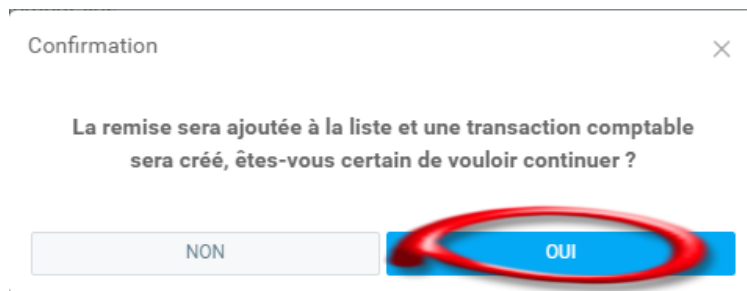 Confirmation
La remise sera ajoutée à la liste et une transaction comptable
sera créé, êtes-vous certain de vouloir continuer ?
NON
OUI